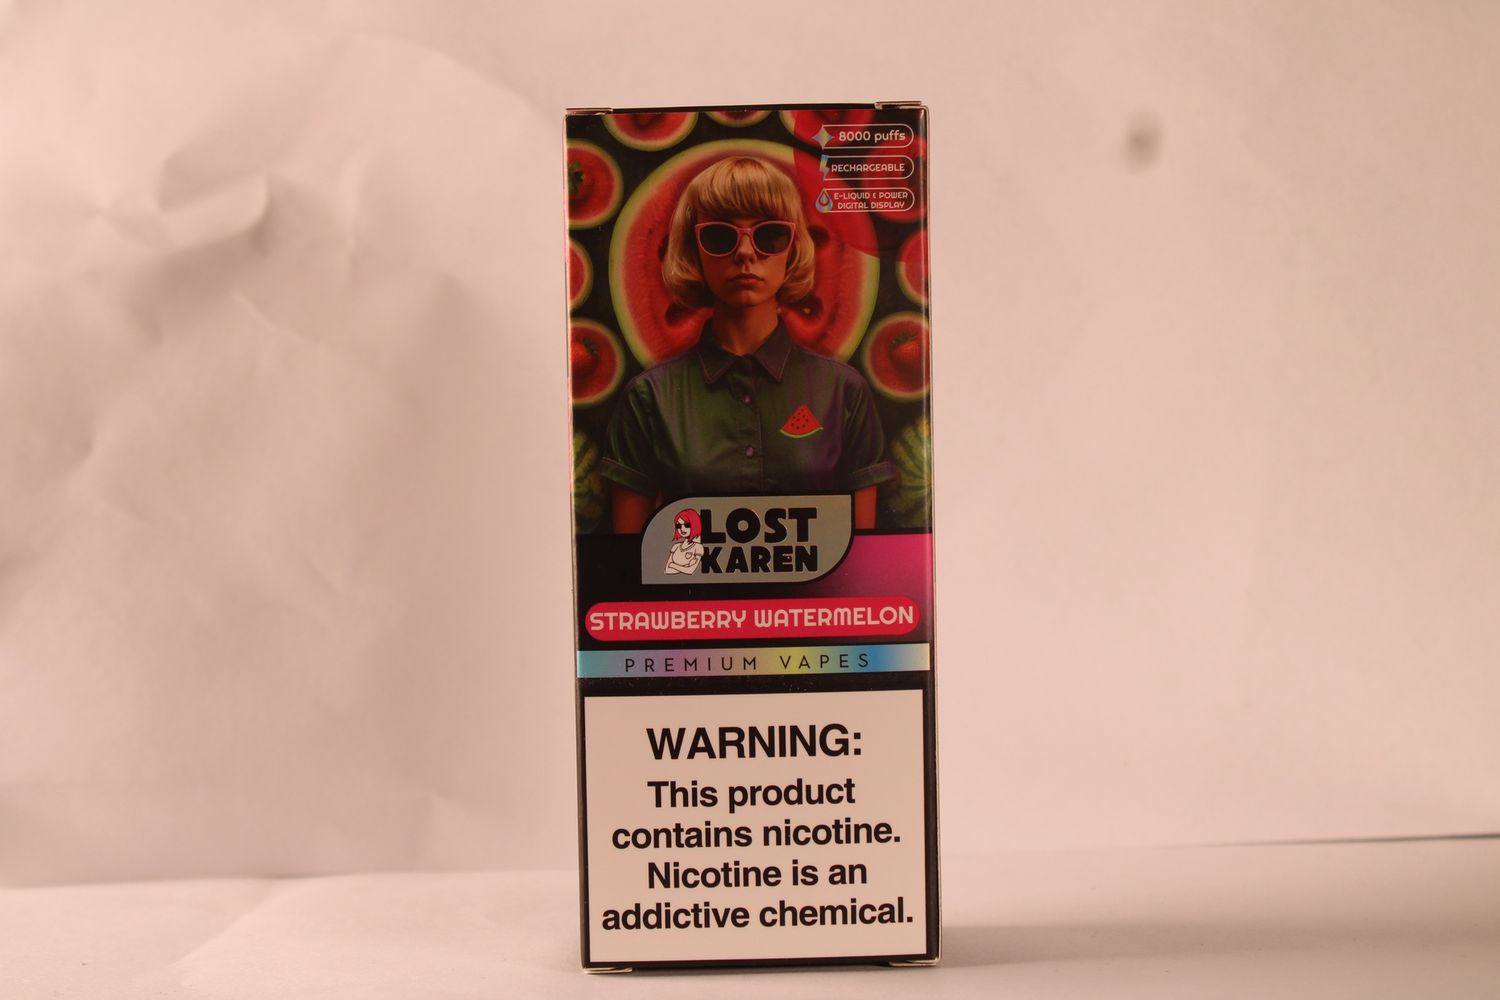 8000 puffs
RECHARGEABLE
E-LIQUID & POWER
DIGITAL DISPLAY
LOST
KAREN
STRAWBERRY WATERMELON
PREMIUM VAPES
WARNING:
This product
contains nicotine.
Nicotine is an
addictive chemical.